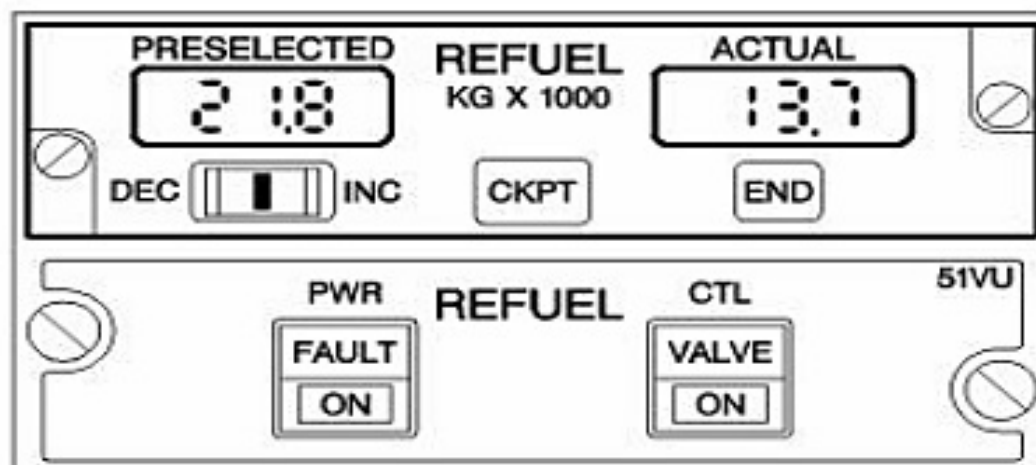 PRESELECTED REFUEL ACTUAL
21.8 KG X 1000 13.7
DEC INC CKPT END
51VU
PWR REFUEL CTL
FAULT VALVE
ON ON